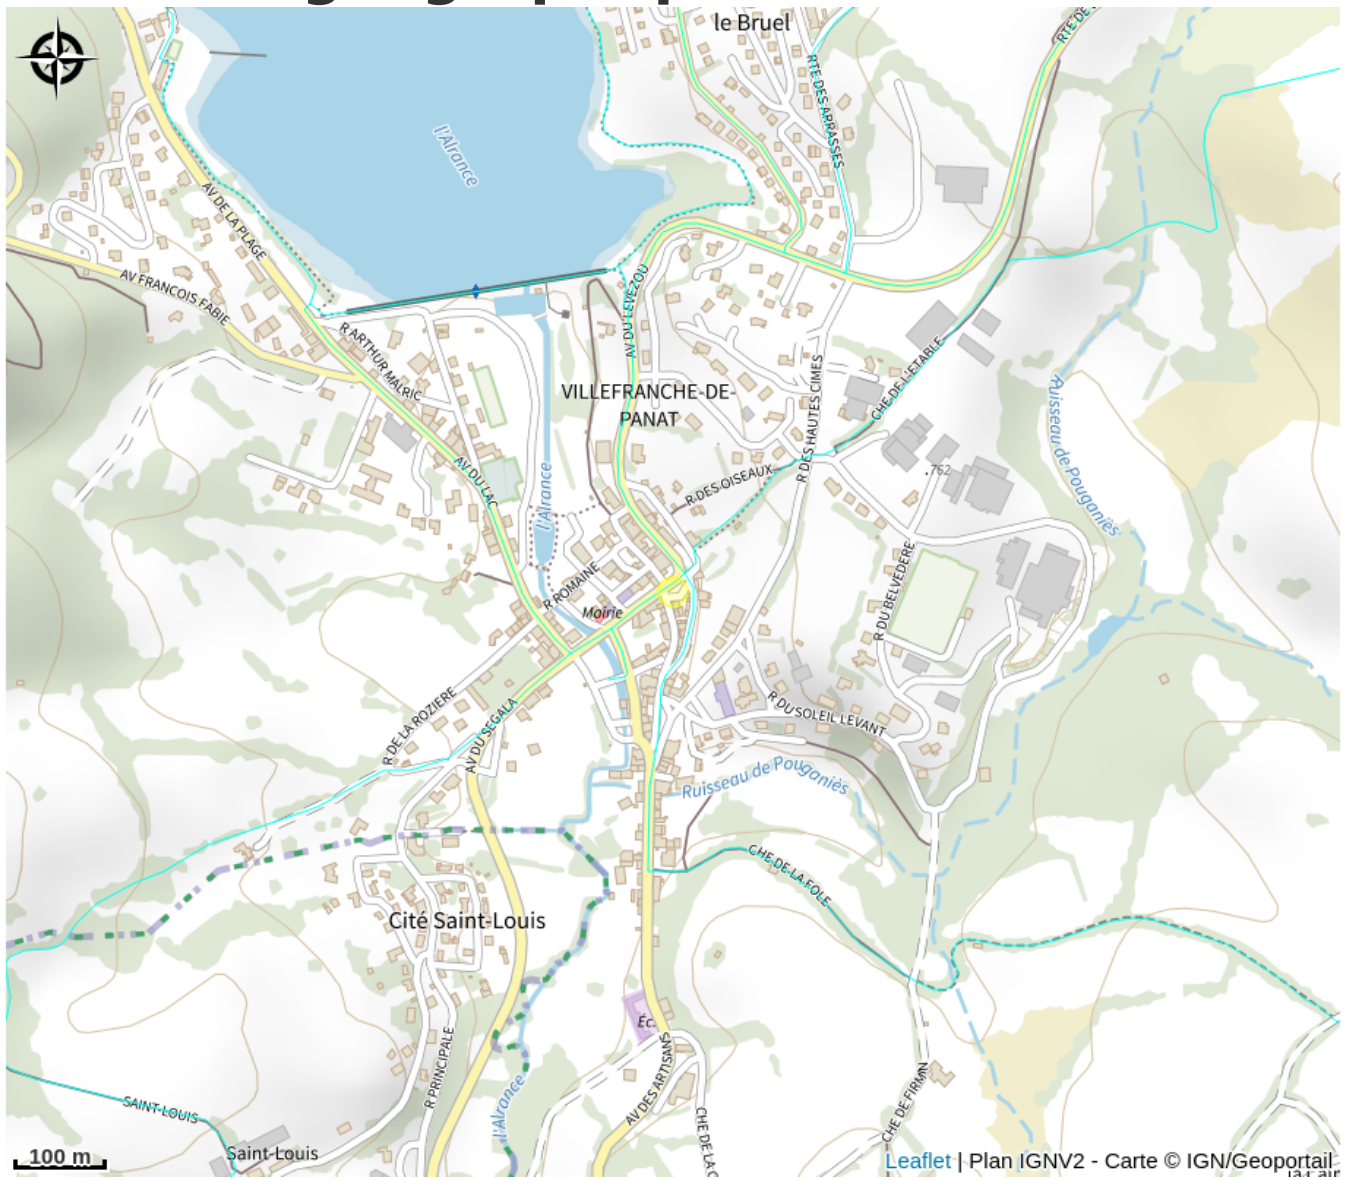 le Bruel
RTE DES ARRASSES
l'Alrance
AV DE LA PLAGE
AV FRANCOIS FABIE
AV DU LEVEZOU
R ARTHUR MALRIC
VILLEFRANCHE-DE-
PANAT
R DES HAUTES CIMES
CHE DE L'ETABLE
Ruisseau de Pouganiès
AV DU LAC
l'Alrance
R DES OISEAUX
.762
R ROMAINE
Mairie
R DU BELVEDERE
R DE LA ROZIERE
AV DU SEGALA
R DU SOLEIL LEVANT
Ruisseau de Pouganiès
CHE DE LA FOLE
Cité Saint-Louis
Éc.
R PRINCIPALE
AV DES ARTISANS
CHE DE FIRMIN
l'Alrance
SAINT-LOUIS
Saint-Louis
100 m
Leaflet | Plan IGNV2 - Carte © IGN/Geoportail